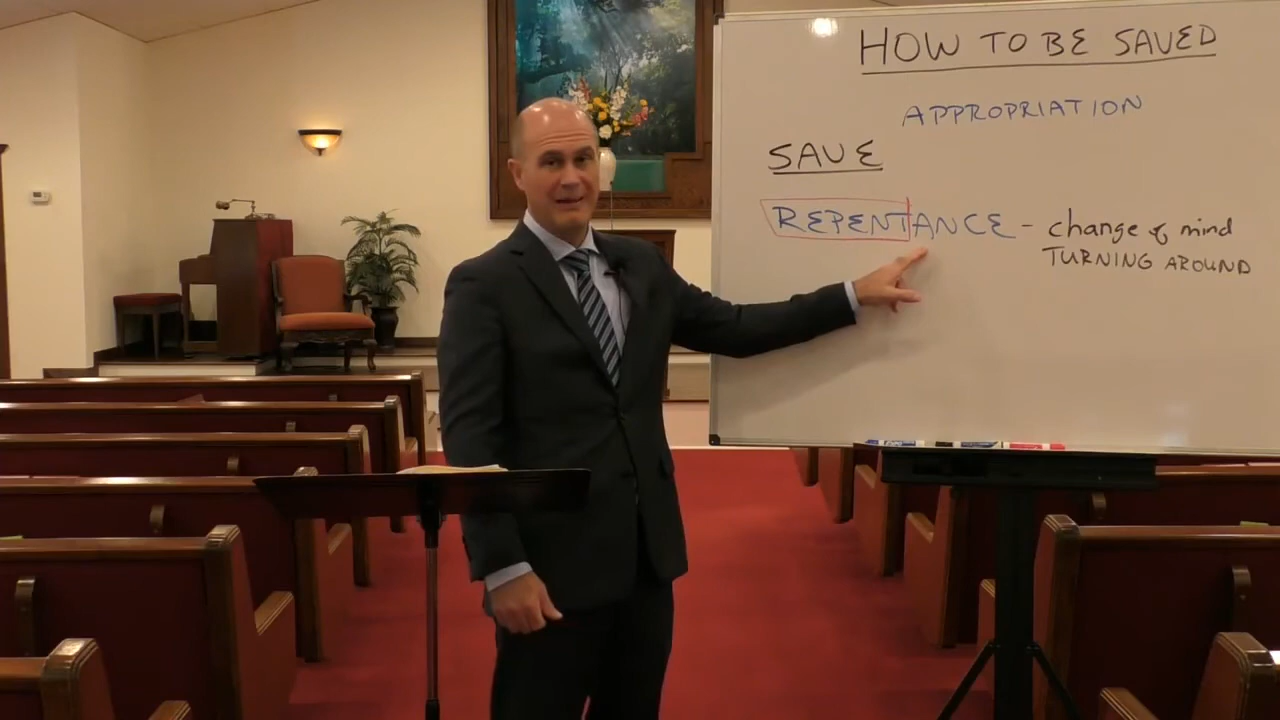 HOW TO BE SAVED
APPROPRIATION
SAVE
REPENTANCE - change of mind
TURNING AROUND